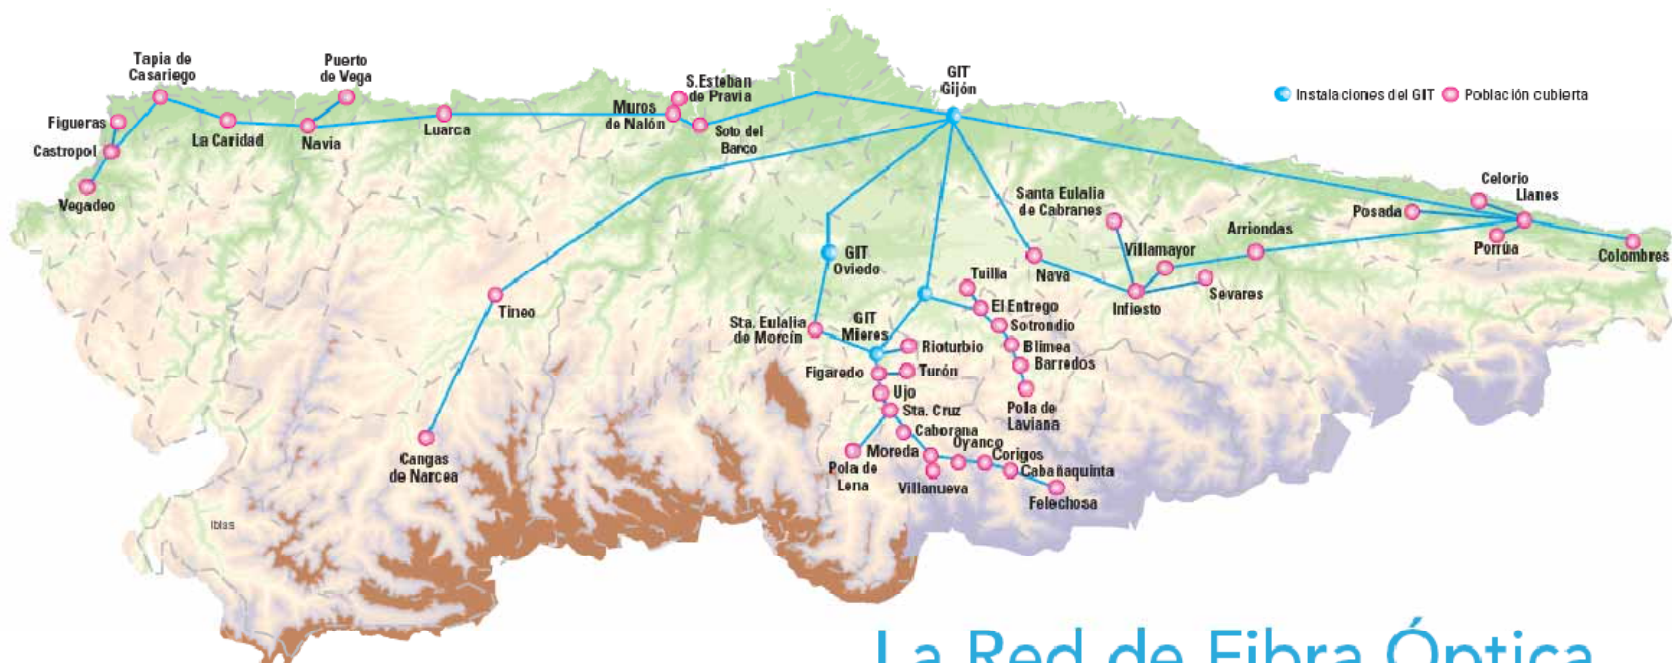 Tapia de
Casariego
Puerto
de Vega
S.Esteban
de Pravia
GIT
Gijón
Instalaciones del GIT
Población cubierta
Figueras
Muros
de Nalón
Castropol
La Caridad
Navia
Luarca
Soto del
Barco
Vegadeo
Celorio
Llanes
Santa Eulalia
de Cabranes
Posada
Arriondas
Porrúa
Colombres
Villamayor
GIT
Oviedo
Nava
Tuilla
Sevares
Infiesto
Tineo
El Entrego
GIT
Mieres
Sta. Eulalia
de Morcín
Sotrondio
Rioturbio
Blimea
Barredos
Figaredo
Turón
Ujo
Sta. Cruz
Pola de
Laviana
Caborana
Oyanco
Moreda
Corigos
Cangas
de Narcea
Pola de
Lena
Cabañaquinta
Villanueva
Felechosa
Ibias
La Red de Fibra Óptica